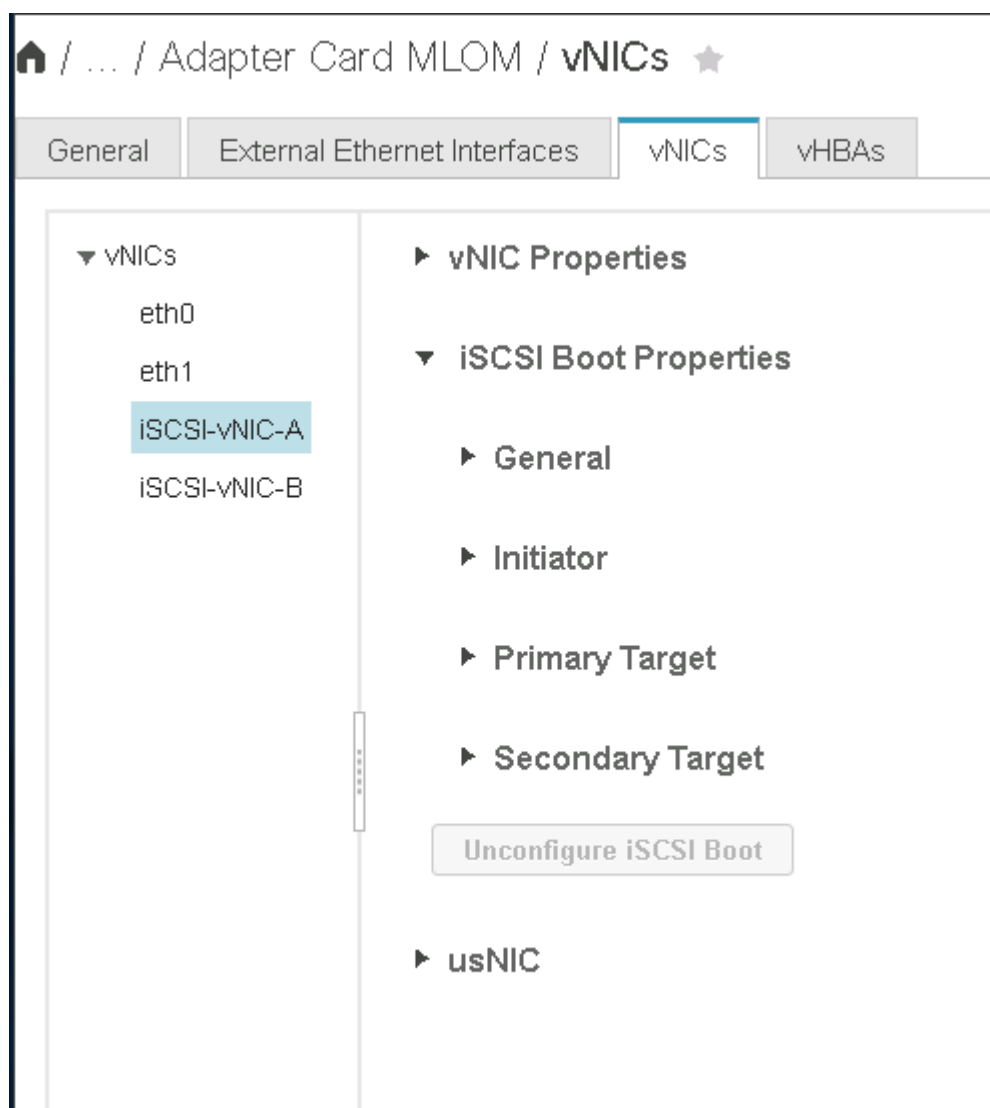 / ... / Adapter Card MLOM / vNICs
General External Ethernet Interfaces vNICs vHBAs
vNICs
eth0
eth1
iSCSI-vNIC-A
iSCSI-vNIC-B
vNIC Properties
iSCSI Boot Properties
General
Initiator
Primary Target
Secondary Target
Unconfigure iSCSI Boot
usNIC